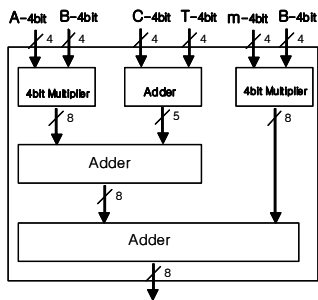 A-4bit B-4bit C-4bit T-4bit m-4bit B-4bit
4 4 4 4 4 4
4bit Multiplier Adder 4bit Multiplier
8 5 8
Adder
8
Adder
8